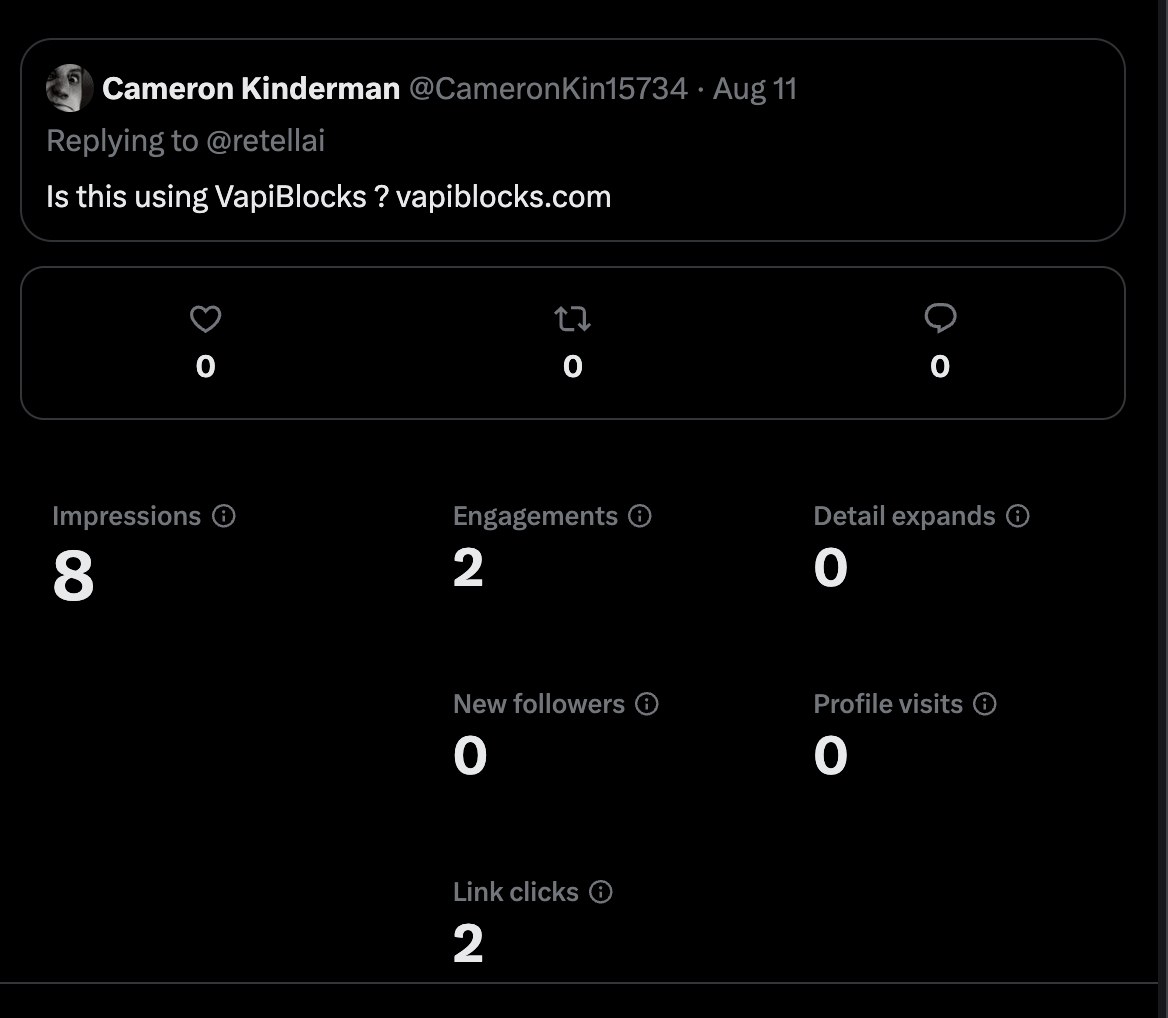 Cameron Kinderman @CameronKin15734 · Aug 11
Replying to @retellai
Is this using VapiBlocks ? vapiblocks.com
0 0 0
Impressions Engagements Detail expands
8 2 0
New followers Profile visits
0 0
Link clicks
2